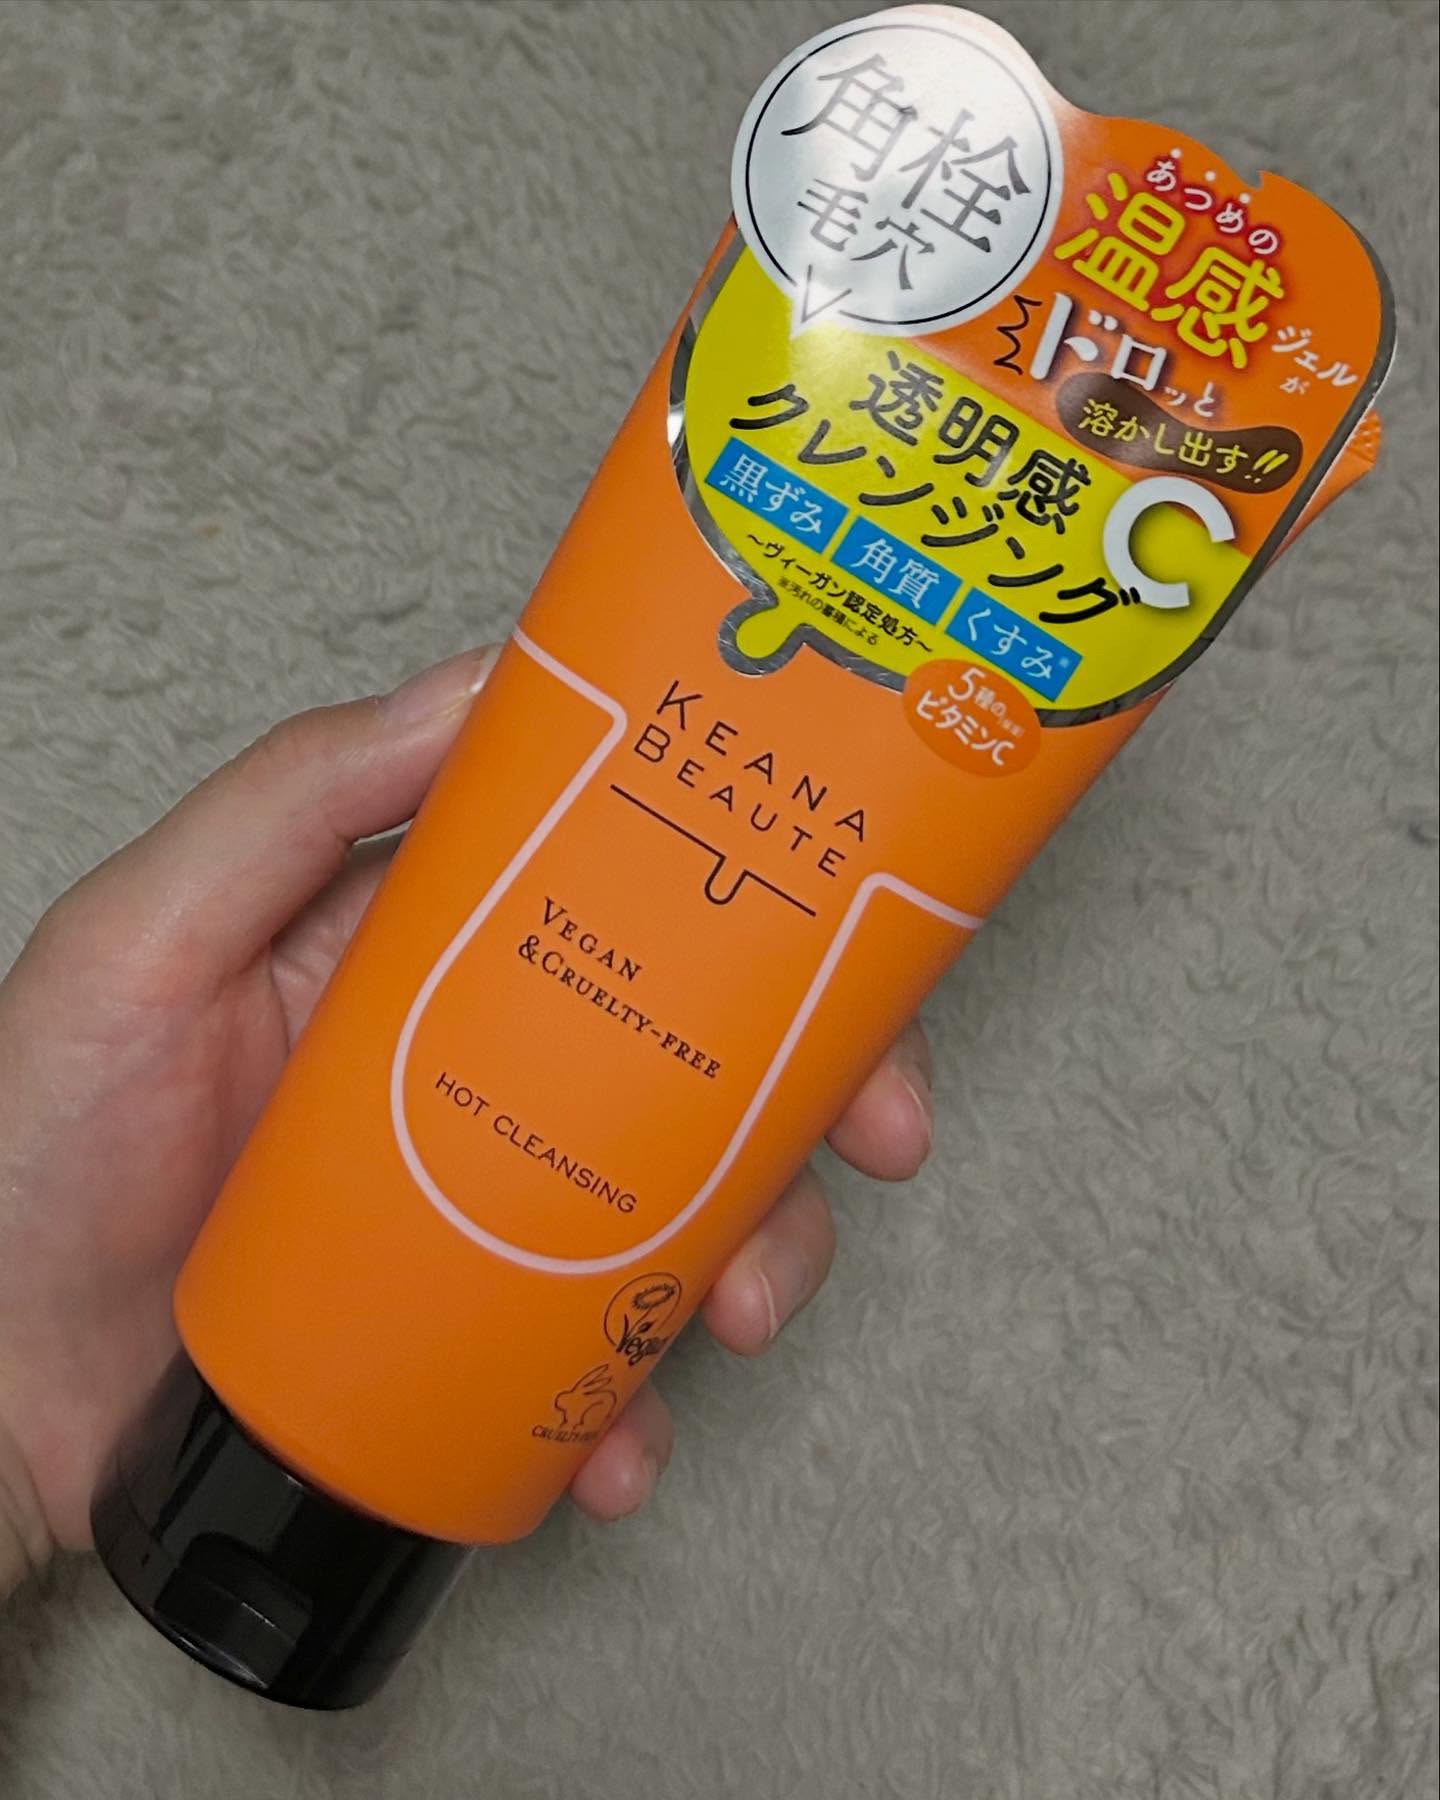 角栓
毛穴
あつめの
温感ジェルが
ドロッと
溶かし出す!!
透明感
クレンジング
C
黒ずみ 角質 くすみ※
~ヴィーガン認定処方~
※汚れの蓄積による
5種の
ビタミンC
KEANA
BEAUTE
VEGAN
&CRUELTY-FREE
HOT CLEANSING
Vegan